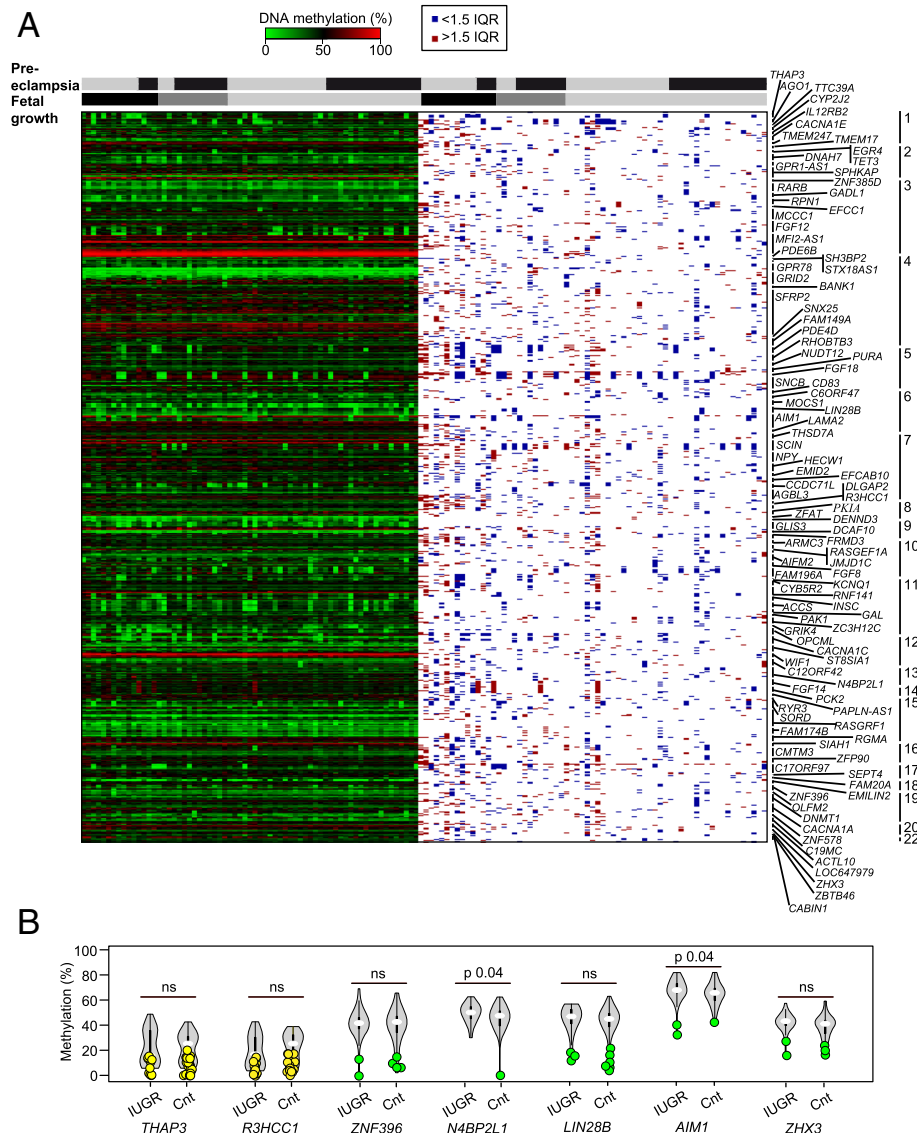 A
DNA methylation (%)
0 50 100
<1.5 IQR
>1.5 IQR
Pre-
eclampsia
Fetal
growth
THAP3
AGO1
TTC39A
CYP2J2
IL12RB2
CACNA1E
TMEM247
TMEM17
EGR4
DNAH7
TET3
GPR1-AS1
SPHKAP
ZNF385D
RARB
GADL1
RPN1
EFCC1
MCCC1
FGF12
MFI2-AS1
PDE6B
SH3BP2
GPR78
STX18AS1
GRID2
BANK1
SFRP2
SNX25
FAM149A
PDE4D
RHOBTB3
NUDT12
PURA
FGF18
SNCB
CD83
C6ORF47
MOCS1
LIN28B
AIM1
LAMA2
THSD7A
SCIN
NPY
HECW1
EMID2
EFCAB10
CCDC71L
DLGAP2
AGBL3
R3HCC1
PKIA
ZFAT
DENND3
GLIS3
DCAF10
ARMC3
FRMD3
RASGEF1A
AIFM2
JMJD1C
FAM196A
FGF8
KCNQ1
CYB5R2
RNF141
ACCS
INSC
GAL
PAK1
ZC3H12C
GRIK4
OPCML
CACNA1C
ST8SIA1
WIF1
C12ORF42
N4BP2L1
FGF14
PCK2
RYR3
PAPLN-AS1
SORD
RASGRF1
FAM174B
RGMA
SIAH1
CMTM3
ZFP90
C17ORF97
SEPT4
FAM20A
ZNF396
EMILIN2
OLFM2
DNMT1
CACNA1A
ZNF578
C19MC
ACTL10
LOC647979
ZHX3
ZBTB46
CABIN1
1
2
3
4
5
6
7
8
9
10
11
12
13
14
15
16
17
18
19
20
22
B
Methylation (%)
100
80
60
40
20
0
ns ns ns p 0.04 ns p 0.04 ns
IUGR Cnt IUGR Cnt IUGR Cnt IUGR Cnt IUGR Cnt IUGR Cnt IUGR Cnt
THAP3 R3HCC1 ZNF396 N4BP2L1 LIN28B AIM1 ZHX3